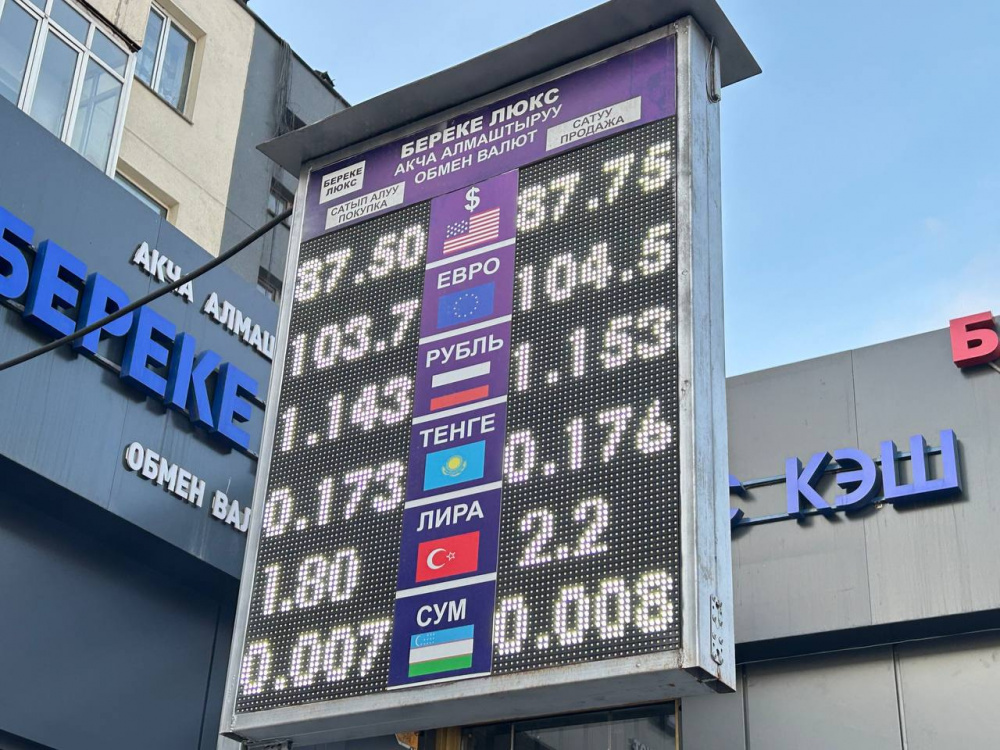 БЕРЕКЕ ЛЮКС
АКЧА АЛМАШТЫРУУ
ОБМЕН ВАЛЮТ
БЕРЕКЕ
ЛЮКС
САТЫП АЛУУ
ПОКУПКА
САТУУ
ПРОДАЖА
87.50 $ 87.75
103.7 ЕВРО 104.5
1.143 РУБЛЬ 1.153
0.173 ТЕНГЕ 0.176
1.80 ЛИРА 2.2
0.007 СУМ 0.008
АКЧА АЛМАШ
БЕРЕКЕ
ОБМЕН ВАЛ
С КЭШ
Б